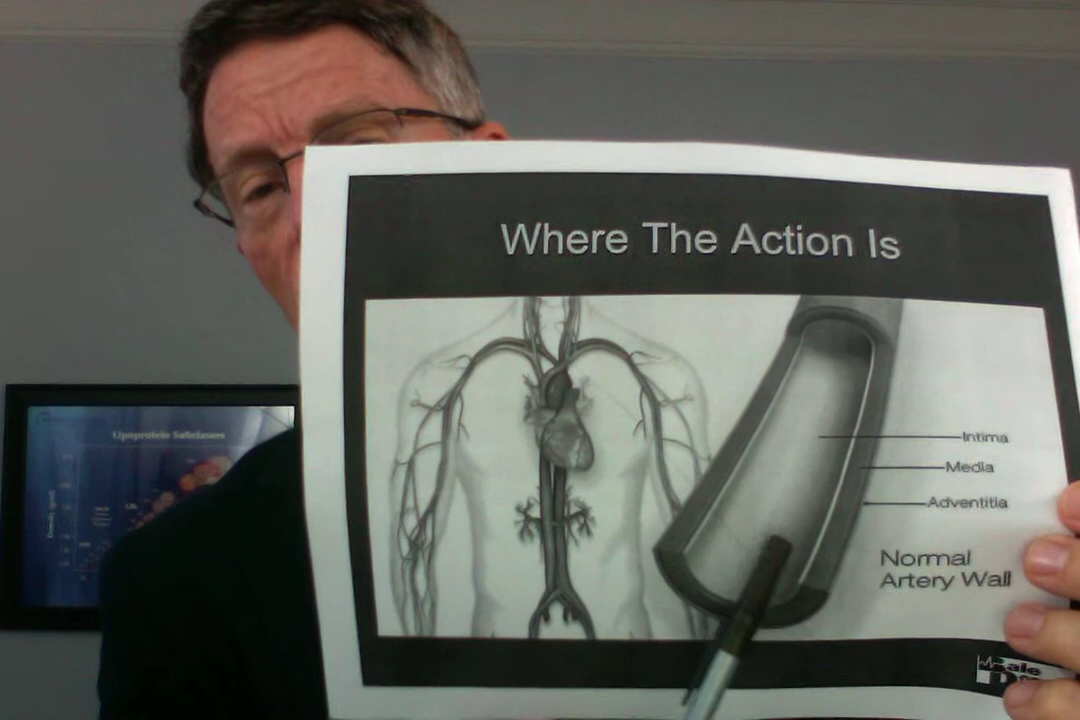 Where The Action Is
Intima
Media
Adventitia
Normal
Artery Wall
Lipoprotein Subclasses